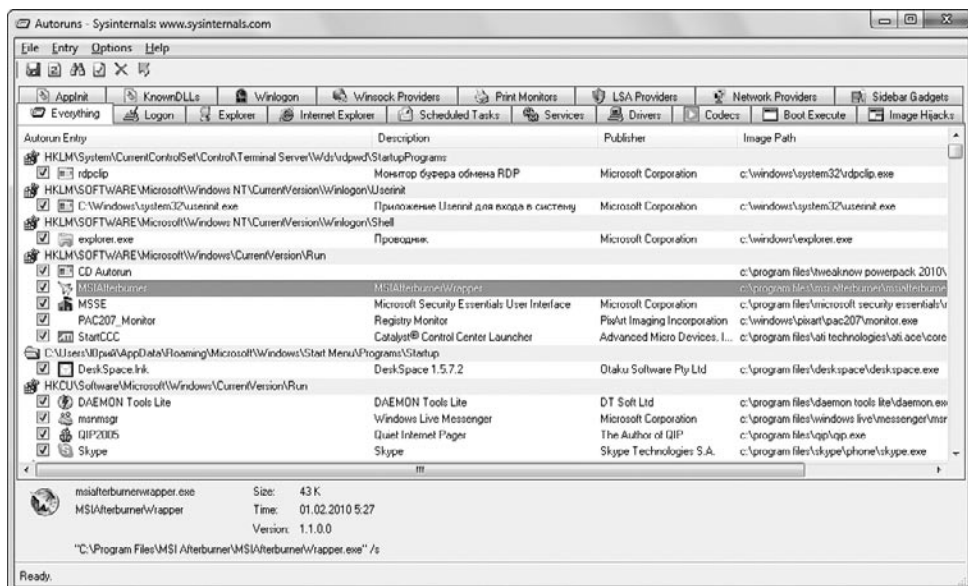 Autoruns - Sysinternals: www.sysinternals.com
File Entry Options Help
AppInit KnownDLLs Winlogon Winsock Providers Print Monitors LSA Providers Network Providers Sidebar Gadgets
Everything Logon Explorer Internet Explorer Scheduled Tasks Services Drivers Codecs Boot Execute Image Hijacks
Autorun Entry Description Publisher Image Path
HKLM\System\CurrentControlSet\Control\Terminal Server\Wds\rdpwd\StartupPrograms
rdpclip Монитор буфера обмена RDP Microsoft Corporation c:\windows\system32\rdpclip.exe
HKLM\SOFTWARE\Microsoft\Windows NT\CurrentVersion\Winlogon\Userinit
C:\Windows\system32\userinit.exe Приложение Userinit для входа в систему Microsoft Corporation c:\windows\system32\userinit.exe
HKLM\SOFTWARE\Microsoft\Windows NT\CurrentVersion\Winlogon\Shell
explorer.exe Проводник Microsoft Corporation c:\windows\explorer.exe
HKLM\SOFTWARE\Microsoft\Windows\CurrentVersion\Run
CD Autorun c:\program files\tweaknow powerpack 2010\
MSIAfterburner MSIAfterburnerWrapper c:\program files\msi afterburner\msiafterburne
MSSE Microsoft Security Essentials User Interface Microsoft Corporation c:\program files\microsoft security essentials\
PAC207_Monitor Registry Monitor PixArt Imaging Incorporation c:\windows\pixart\pac207\monitor.exe
StartCCC Catalyst® Control Center Launcher Advanced Micro Devices, I... c:\program files\ati technologies\ati.ace\core
C:\Users\Юрий\AppData\Roaming\Microsoft\Windows\Start Menu\Programs\Startup
DeskSpace.lnk DeskSpace 1.5.7.2 Otaku Software Pty Ltd c:\program files\deskspace\deskspace.exe
HKCU\Software\Microsoft\Windows\CurrentVersion\Run
DAEMON Tools Lite DAEMON Tools Lite DT Soft Ltd c:\program files\daemon tools lite\daemon.ex
msnmsgr Windows Live Messenger Microsoft Corporation c:\program files\windows live\messenger\msr
QIP2005 Quiet Internet Pager The Author of QIP c:\program files\qip\qip.exe
Skype Skype Skype Technologies S.A. c:\program files\skype\phone\skype.exe
msiafterburnerwrapper.exe Size: 43 K
MSIAfterburnerWrapper Time: 01.02.2010 5:27
Version: 1.1.0.0
"C:\Program Files\MSI Afterburner\MSIAfterburnerWrapper.exe" /s
Ready.